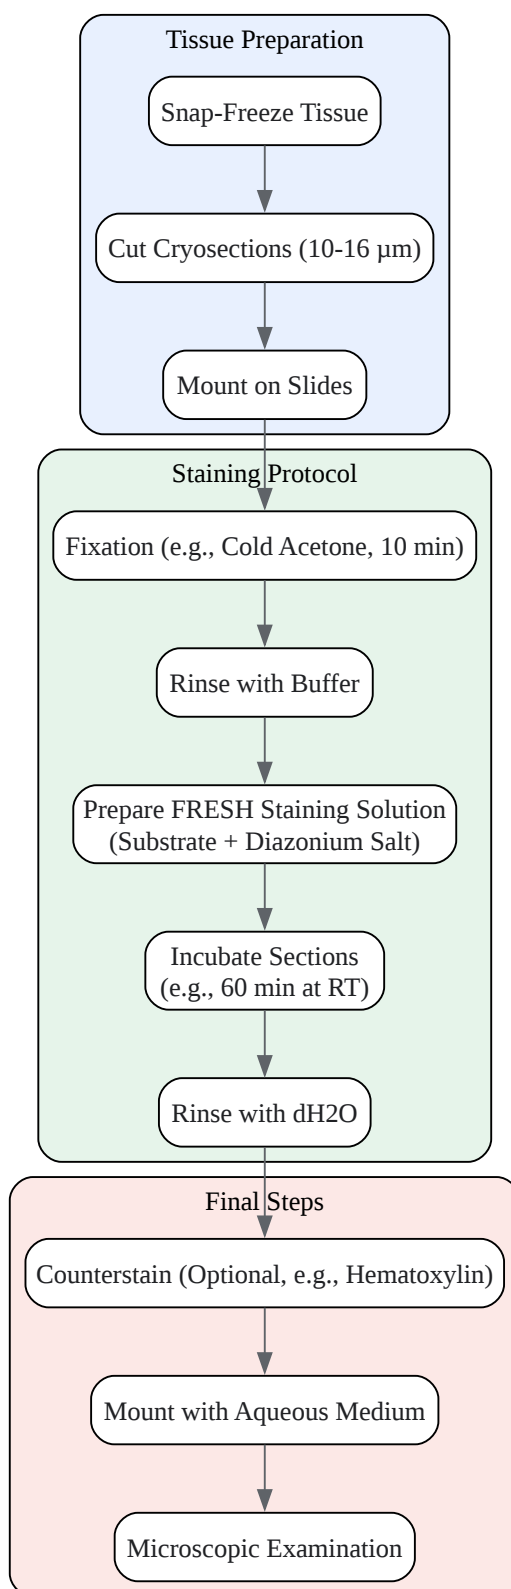 Tissue Preparation
Snap-Freeze Tissue
Cut Cryosections (10-16 µm)
Mount on Slides
Staining Protocol
Fixation (e.g., Cold Acetone, 10 min)
Rinse with Buffer
Prepare FRESH Staining Solution
(Substrate + Diazonium Salt)
Incubate Sections
(e.g., 60 min at RT)
Rinse with dH2O
Final Steps
Counterstain (Optional, e.g., Hematoxylin)
Mount with Aqueous Medium
Microscopic Examination